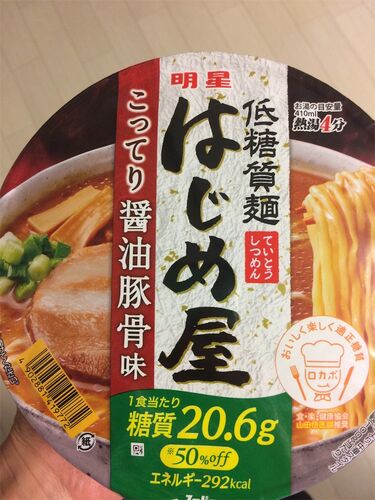 明星
低糖質麺
はじめ屋
ていとう
しつめん
こってり醤油豚骨味
お湯の目安量
410ml
熱湯4分
おいしく楽しく適正糖質
ロカボ
食・楽・健康協会
1食当たり
糖質20.6g
※50%off
エネルギー292kcal
紙